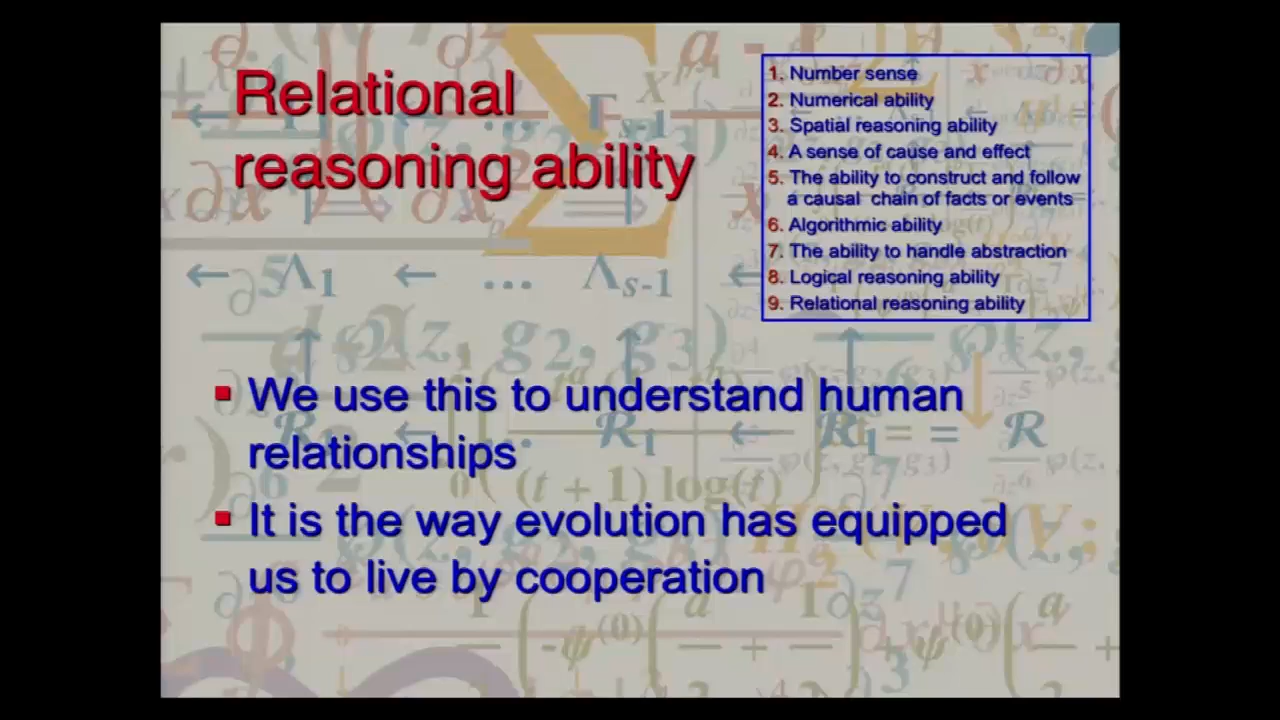 Relational
reasoning ability
1. Number sense
2. Numerical ability
3. Spatial reasoning ability
4. A sense of cause and effect
5. The ability to construct and follow
a causal chain of facts or events
6. Algorithmic ability
7. The ability to handle abstraction
8. Logical reasoning ability
9. Relational reasoning ability
▪ We use this to understand human
relationships
▪ It is the way evolution has equipped
us to live by cooperation